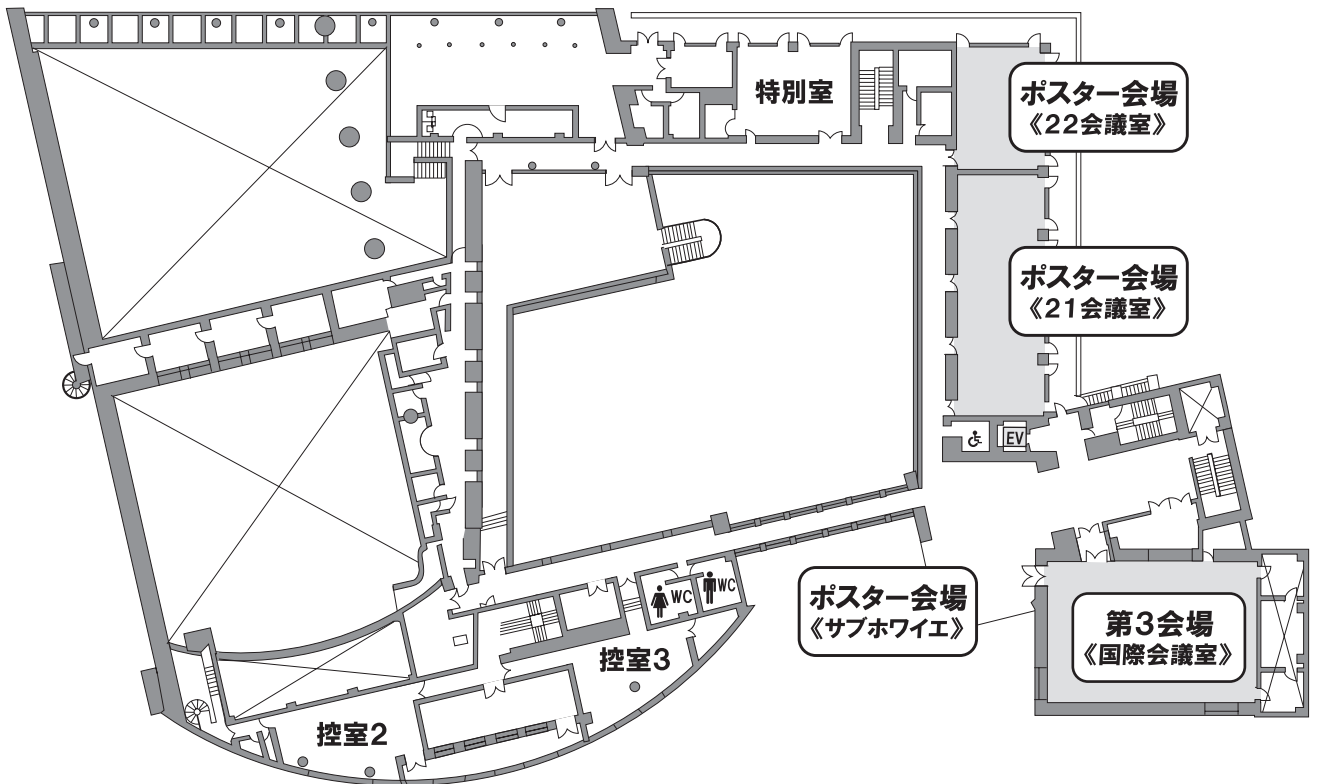 特別室
ポスター会場
《22会議室》
ポスター会場
《21会議室》
EV
WC
WC
ポスター会場
《サブホワイエ》
第3会場
《国際会議室》
控室3
控室2